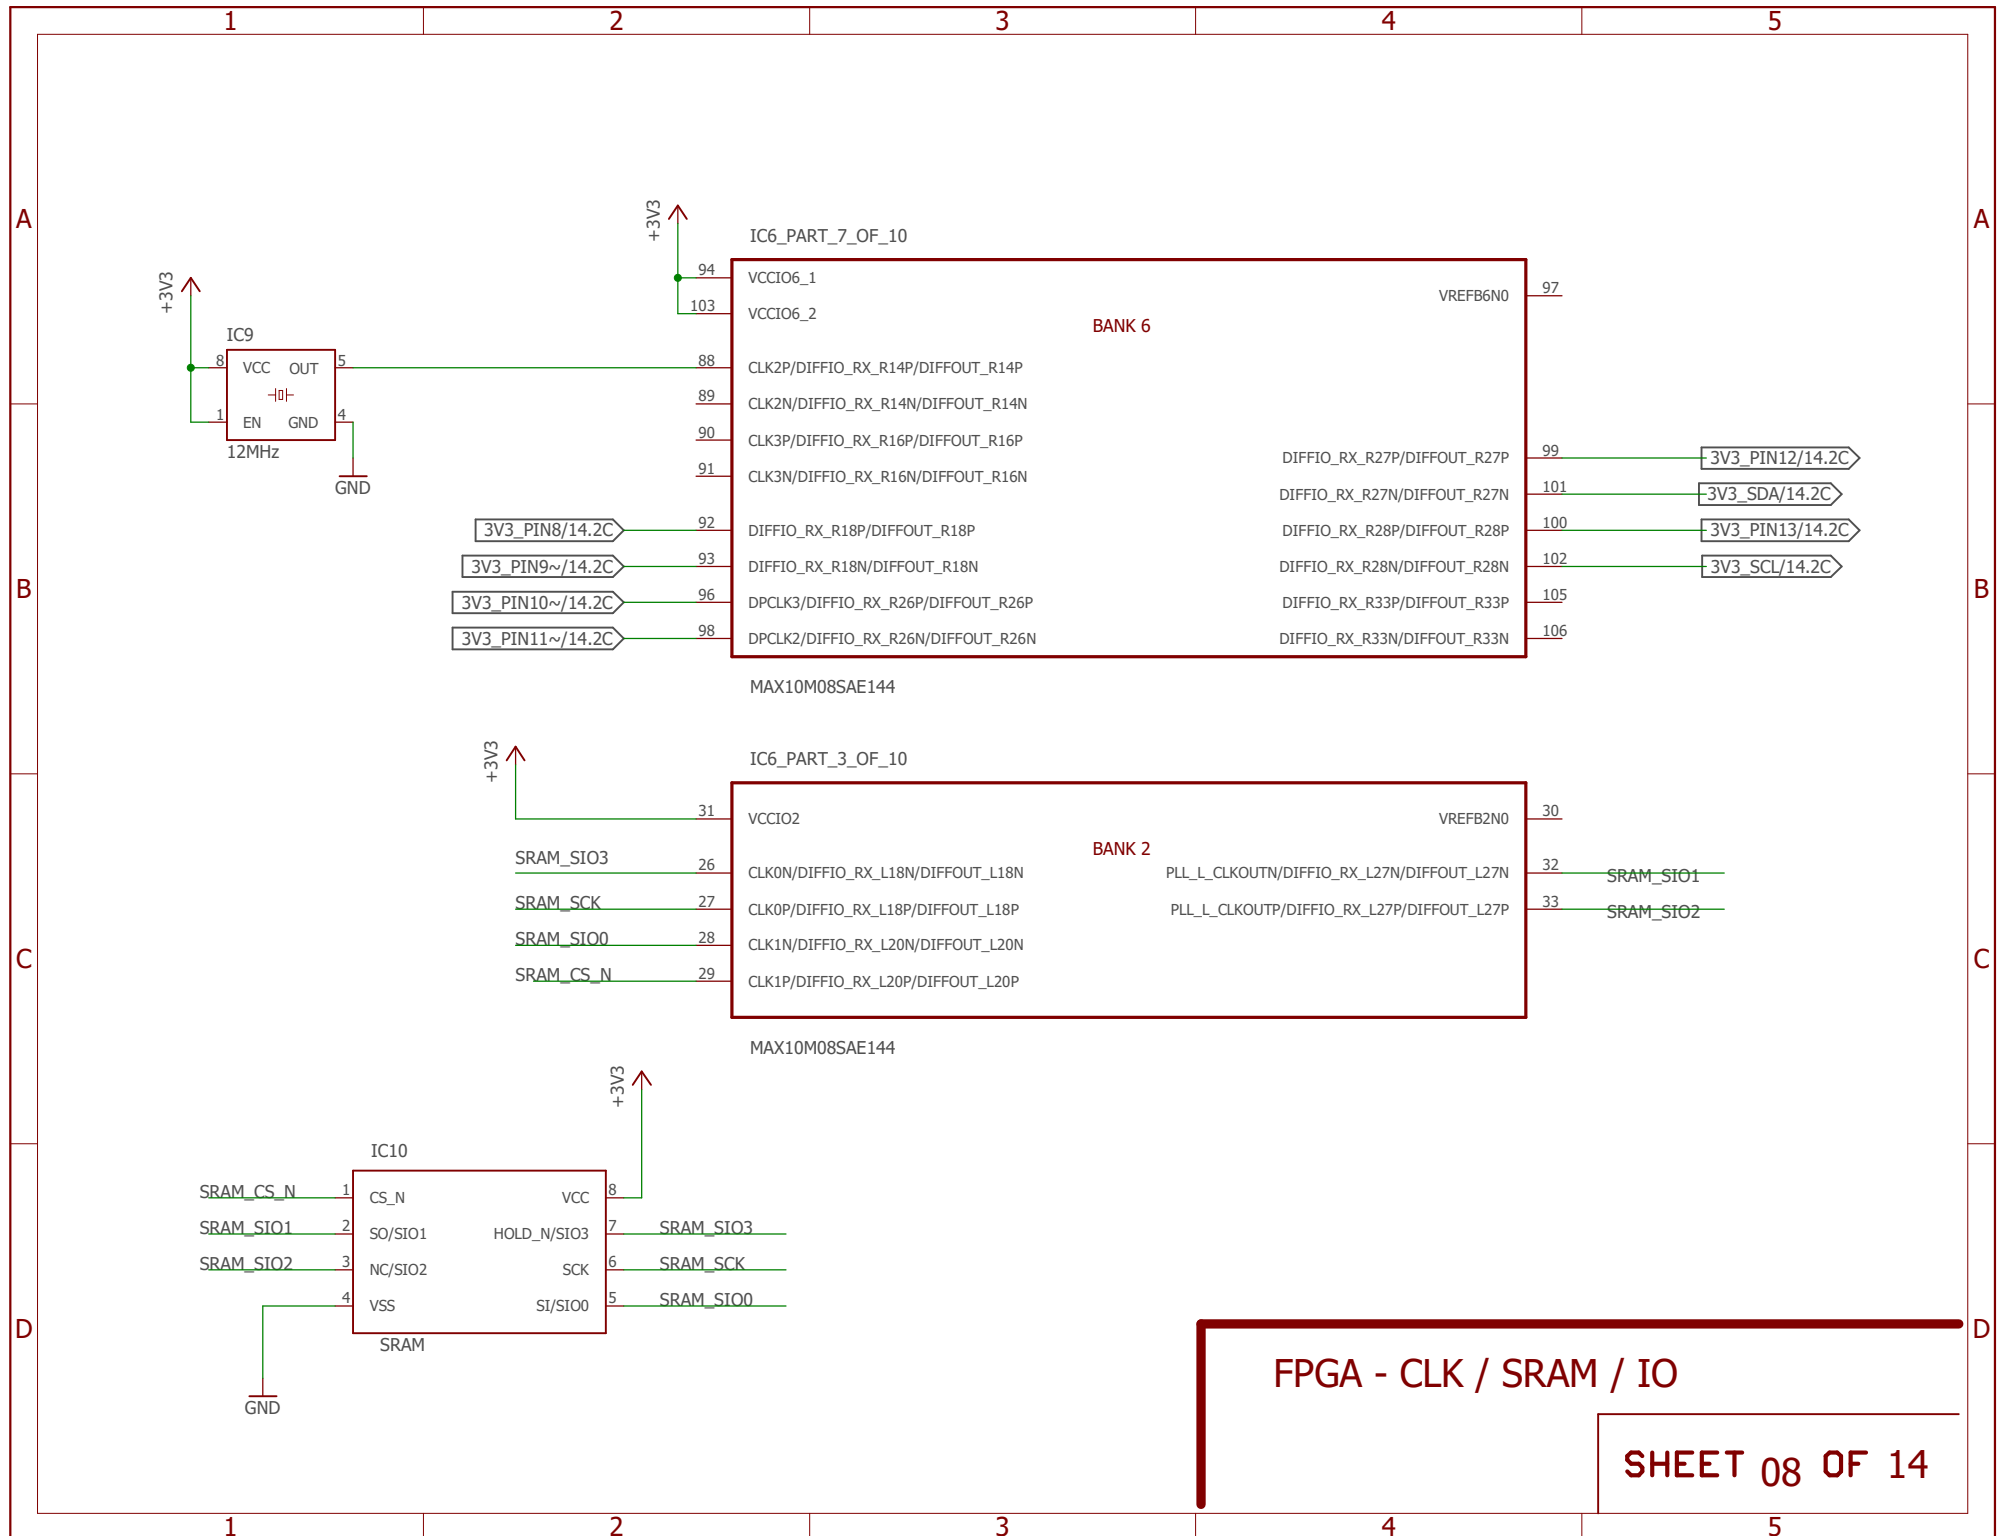 1 2 3 4 5
A A
+3V3
IC6_PART_7_OF_10
94 VCCIO6_1
VREFB6N0 97
103 VCCIO6_2
BANK 6
+3V3
IC9
8 VCC OUT 5
1 EN GND 4
12MHz
GND
88 CLK2P/DIFFIO_RX_R14P/DIFFOUT_R14P
89 CLK2N/DIFFIO_RX_R14N/DIFFOUT_R14N
90 CLK3P/DIFFIO_RX_R16P/DIFFOUT_R16P
91 CLK3N/DIFFIO_RX_R16N/DIFFOUT_R16N
DIFFIO_RX_R27P/DIFFOUT_R27P 99 3V3_PIN12/14.2C
DIFFIO_RX_R27N/DIFFOUT_R27N 101 3V3_SDA/14.2C
3V3_PIN8/14.2C 92 DIFFIO_RX_R18P/DIFFOUT_R18P
DIFFIO_RX_R28P/DIFFOUT_R28P 100 3V3_PIN13/14.2C
3V3_PIN9~/14.2C 93 DIFFIO_RX_R18N/DIFFOUT_R18N
DIFFIO_RX_R28N/DIFFOUT_R28N 102 3V3_SCL/14.2C
B B
3V3_PIN10~/14.2C 96 DPCLK3/DIFFIO_RX_R26P/DIFFOUT_R26P
DIFFIO_RX_R33P/DIFFOUT_R33P 105
3V3_PIN11~/14.2C 98 DPCLK2/DIFFIO_RX_R26N/DIFFOUT_R26N
DIFFIO_RX_R33N/DIFFOUT_R33N 106
MAX10M08SAE144
+3V3
IC6_PART_3_OF_10
31 VCCIO2
VREFB2N0 30
BANK 2
SRAM_SIO3 26 CLK0N/DIFFIO_RX_L18N/DIFFOUT_L18N
PLL_L_CLKOUTN/DIFFIO_RX_L27N/DIFFOUT_L27N 32 SRAM_SIO1
SRAM_SCK 27 CLK0P/DIFFIO_RX_L18P/DIFFOUT_L18P
PLL_L_CLKOUTP/DIFFIO_RX_L27P/DIFFOUT_L27P 33 SRAM_SIO2
SRAM_SIO0 28 CLK1N/DIFFIO_RX_L20N/DIFFOUT_L20N
C C
SRAM_CS_N 29 CLK1P/DIFFIO_RX_L20P/DIFFOUT_L20P
MAX10M08SAE144
+3V3
IC10
SRAM_CS_N 1 CS_N VCC 8
SRAM_SIO1 2 SO/SIO1 HOLD_N/SIO3 7 SRAM_SIO3
SRAM_SIO2 3 NC/SIO2 SCK 6 SRAM_SCK
4 VSS SI/SIO0 5 SRAM_SIO0
SRAM
GND
D D
FPGA - CLK / SRAM / IO
SHEET 08 OF 14
1 2 3 4 5